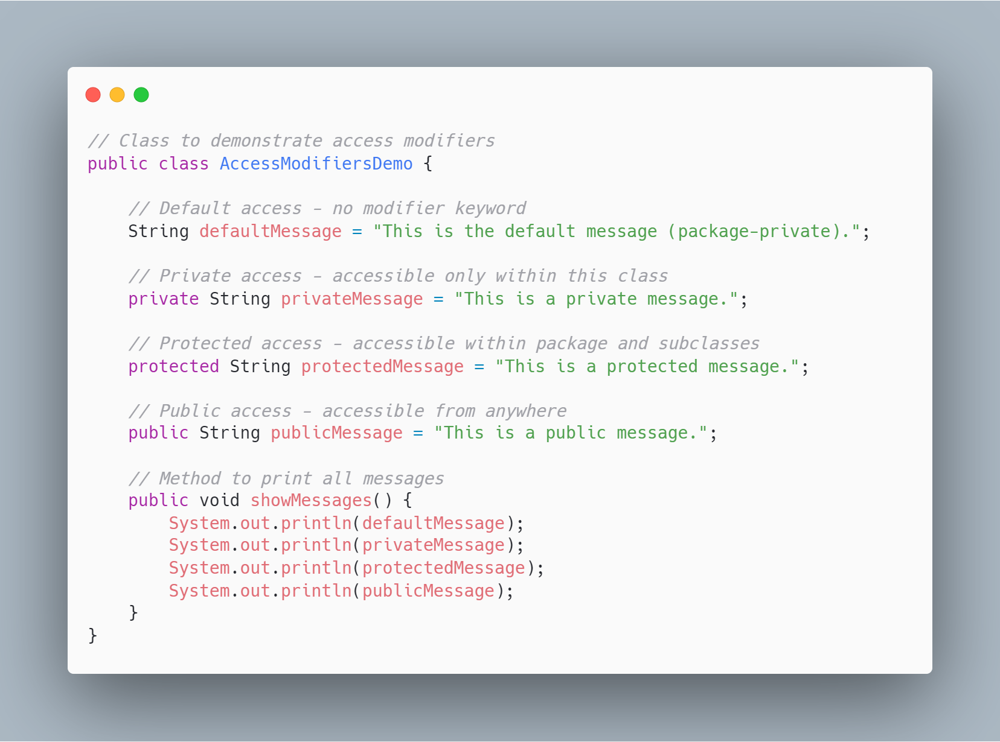 // Class to demonstrate access modifiers
public class AccessModifiersDemo {
// Default access - no modifier keyword
String defaultMessage = "This is the default message (package-private).";
// Private access - accessible only within this class
private String privateMessage = "This is a private message.";
// Protected access - accessible within package and subclasses
protected String protectedMessage = "This is a protected message.";
// Public access - accessible from anywhere
public String publicMessage = "This is a public message.";
// Method to print all messages
public void showMessages() {
System.out.println(defaultMessage);
System.out.println(privateMessage);
System.out.println(protectedMessage);
System.out.println(publicMessage);
}
}